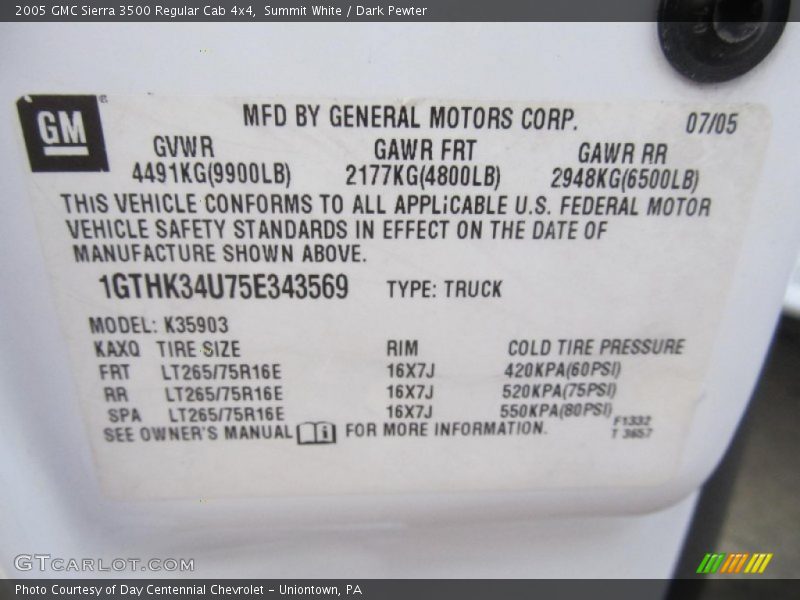 2005 GMC Sierra 3500 Regular Cab 4x4,  Summit White / Dark Pewter
GM
MFD BY GENERAL MOTORS CORP.
07/05
GVWR GAWR FRT GAWR RR
4491KG(9900LB) 2177KG(4800LB) 2948KG(6500LB)
THIS VEHICLE CONFORMS TO ALL APPLICABLE U.S. FEDERAL MOTOR
VEHICLE SAFETY STANDARDS IN EFFECT ON THE DATE OF
MANUFACTURE SHOWN ABOVE.
1GTHK34U75E343569 TYPE: TRUCK
MODEL: K35903
KAXQ TIRE SIZE RIM COLD TIRE PRESSURE
FRT LT265/75R16E 16X7J 420KPA(60PSI)
RR LT265/75R16E 16X7J 520KPA(75PSI)
SPA LT265/75R16E 16X7J 550KPA(80PSI)
SEE OWNER'S MANUAL FOR MORE INFORMATION.
F1332
T 3657
GTCARLOT.COM
Photo Courtesy of Day Centennial Chevrolet - Uniontown, PA